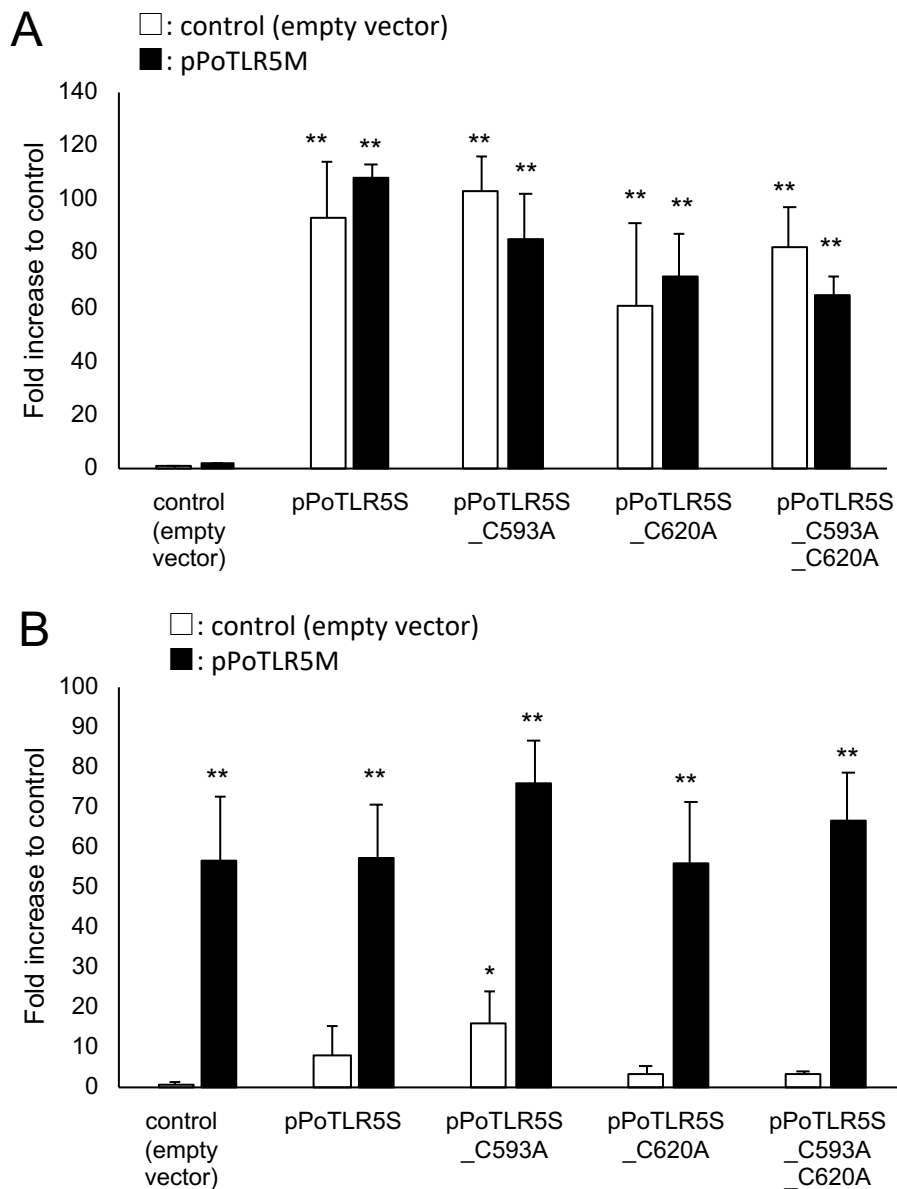 A
□: control (empty vector)
■: pPoTLR5M
Fold increase to control
140
120
100
80
60
40
20
0
** ** ** ** ** ** ** **
control (empty vector)
pPoTLR5S
pPoTLR5S _C593A
pPoTLR5S _C620A
pPoTLR5S _C593A _C620A
B
□: control (empty vector)
■: pPoTLR5M
Fold increase to control
100
90
80
70
60
50
40
30
20
10
0
** ** * ** ** **
control (empty vector)
pPoTLR5S
pPoTLR5S _C593A
pPoTLR5S _C620A
pPoTLR5S _C593A _C620A